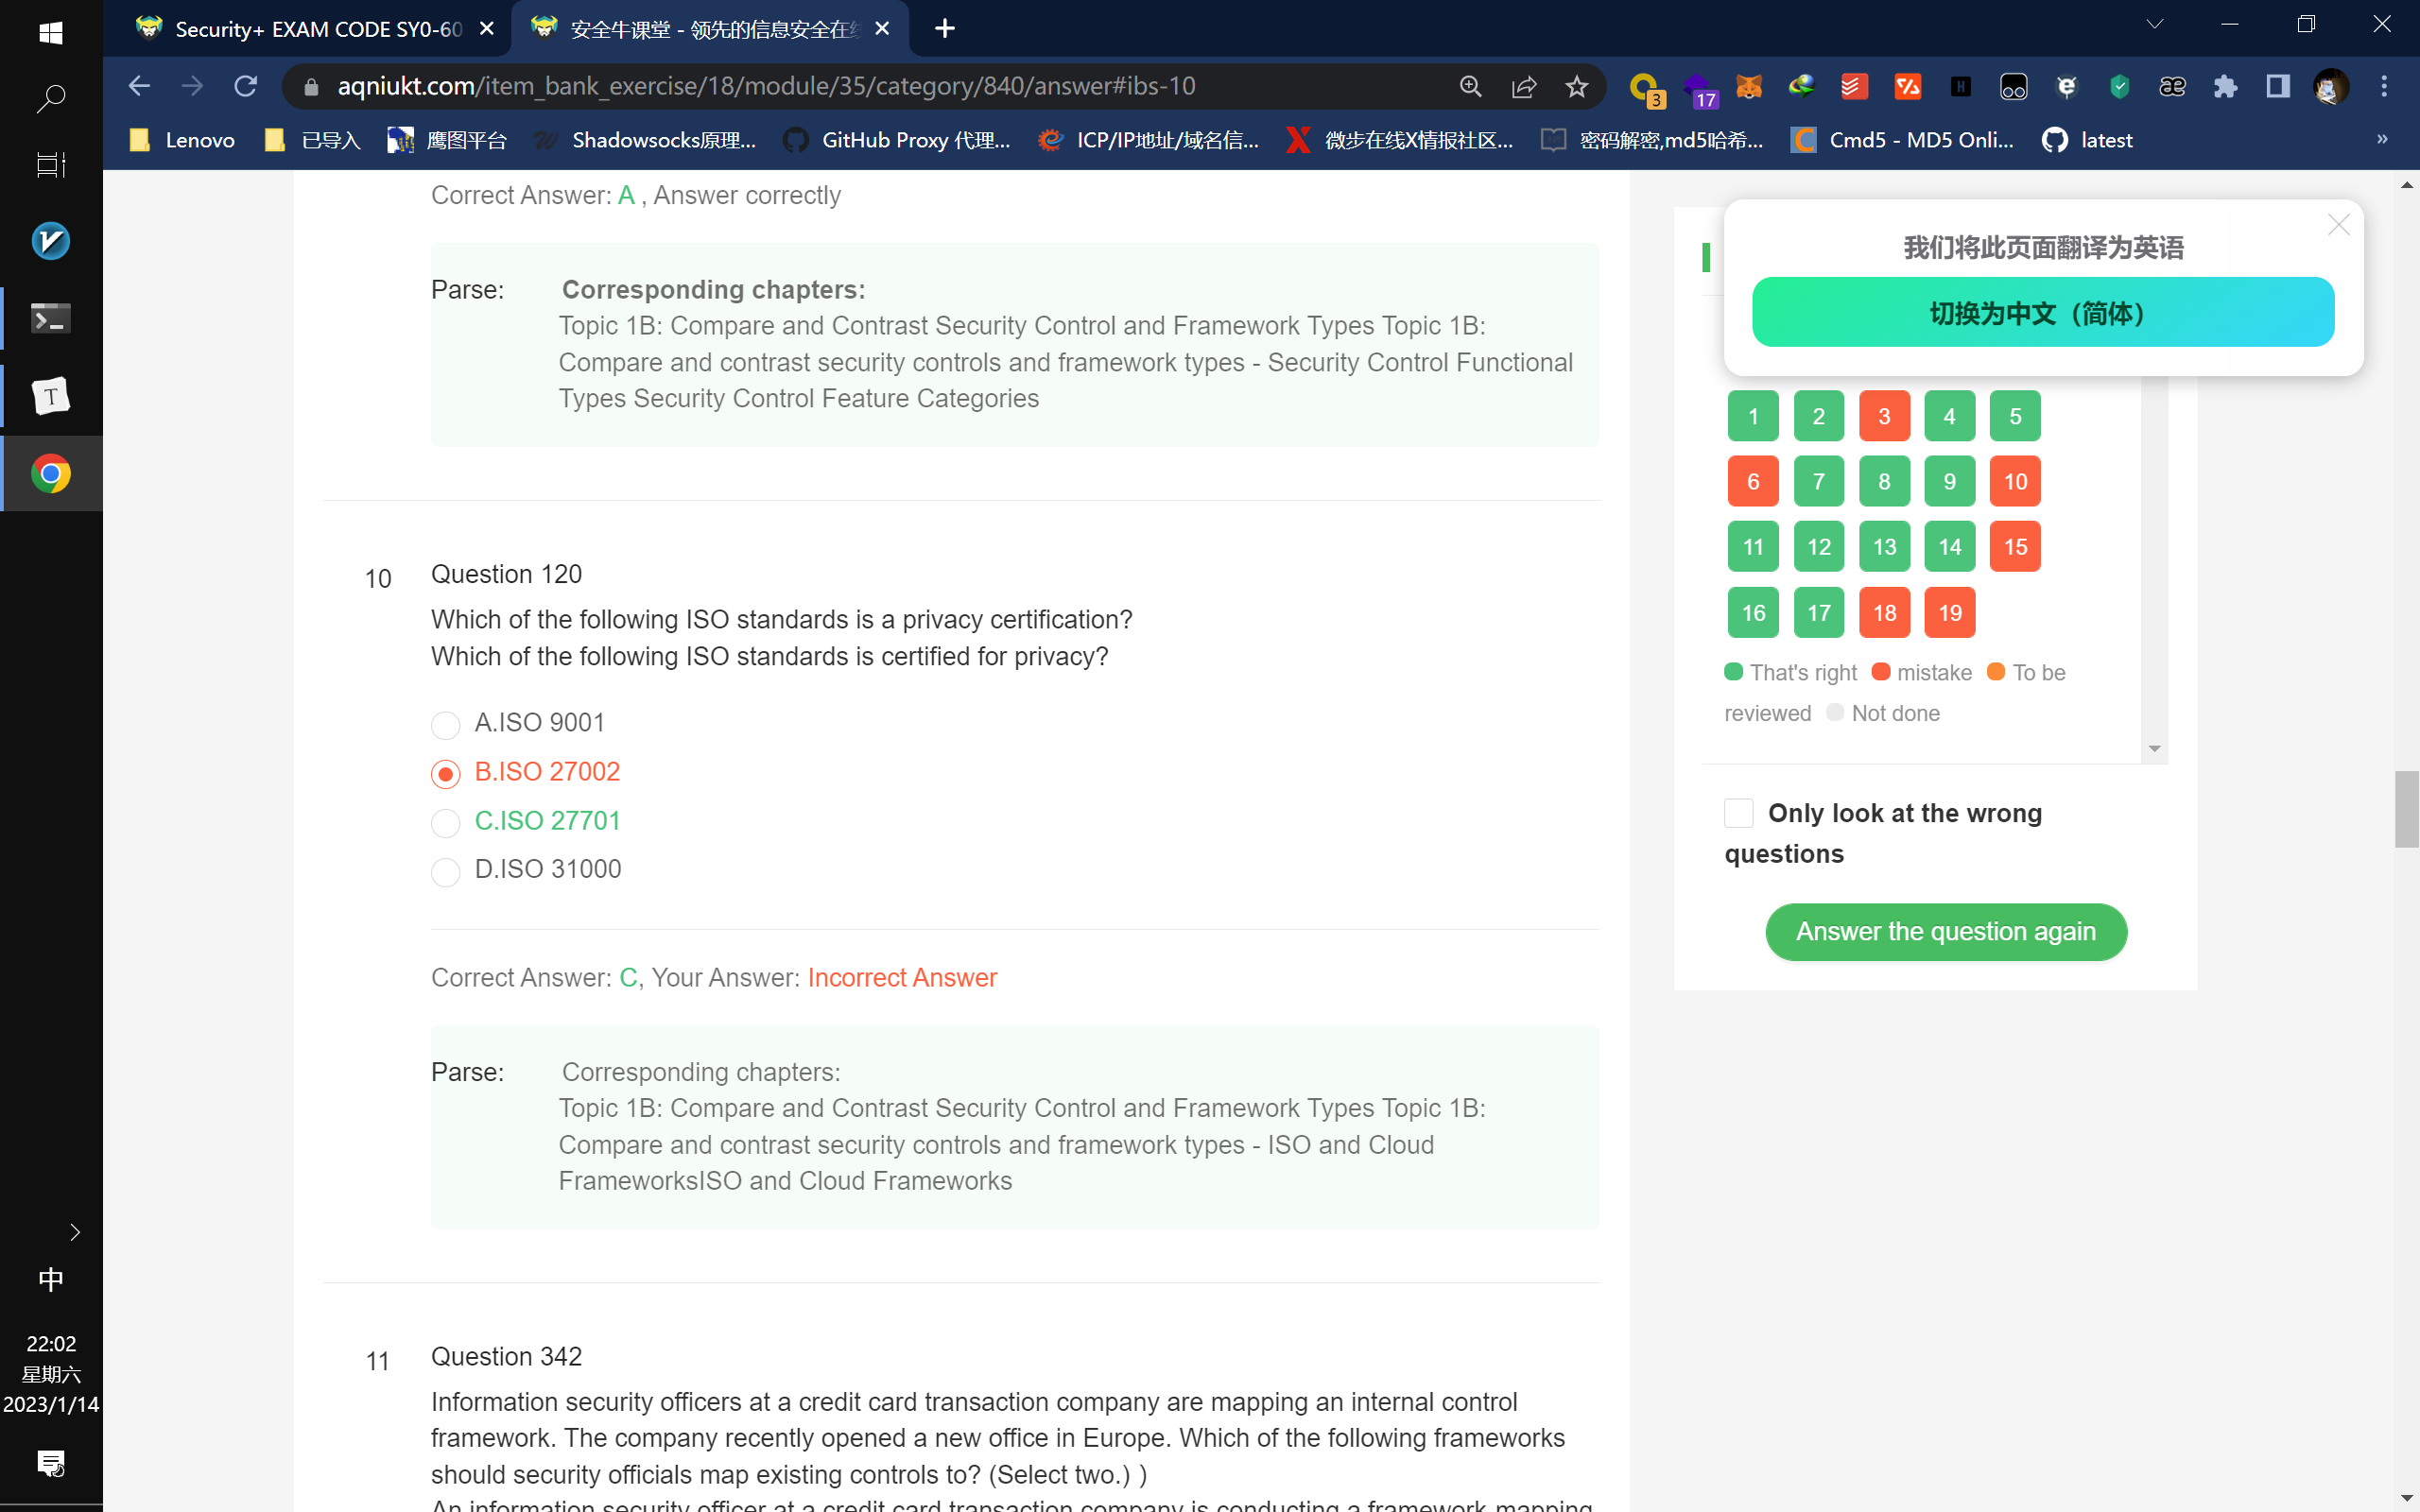 Security+ EXAM CODE SY0-60
安全牛课堂 - 领先的信息安全在
aqniukt.com/item_bank_exercise/18/module/35/category/840/answer#ibs-10
3
17
Lenovo
已导入
鹰图平台
Shadowsocks原理...
GitHub Proxy 代理...
ICP/IP地址/域名信...
微步在线X情报社区...
密码解密,md5哈希...
Cmd5 - MD5 Onli...
latest
»
Correct Answer: A , Answer correctly
Parse:
Corresponding chapters:
Topic 1B: Compare and Contrast Security Control and Framework Types Topic 1B:
Compare and contrast security controls and framework types - Security Control Functional
Types Security Control Feature Categories
10
Question 120
Which of the following ISO standards is a privacy certification?
Which of the following ISO standards is certified for privacy?
A.ISO 9001
B.ISO 27002
C.ISO 27701
D.ISO 31000
Correct Answer: C, Your Answer: Incorrect Answer
Parse:
Corresponding chapters:
Topic 1B: Compare and Contrast Security Control and Framework Types Topic 1B:
Compare and contrast security controls and framework types - ISO and Cloud
FrameworksISO and Cloud Frameworks
11
Question 342
Information security officers at a credit card transaction company are mapping an internal control
framework. The company recently opened a new office in Europe. Which of the following frameworks
should security officials map existing controls to? (Select two.) )
An information security officer at a credit card transaction company is conducting a framework-mapping
我们将此页面翻译为英语
切换为中文（简体）
1 2 3 4 5
6 7 8 9 10
11 12 13 14 15
16 17 18 19
That's right mistake To be
reviewed Not done
Only look at the wrong
questions
Answer the question again
T
中
22:02
星期六
2023/1/14